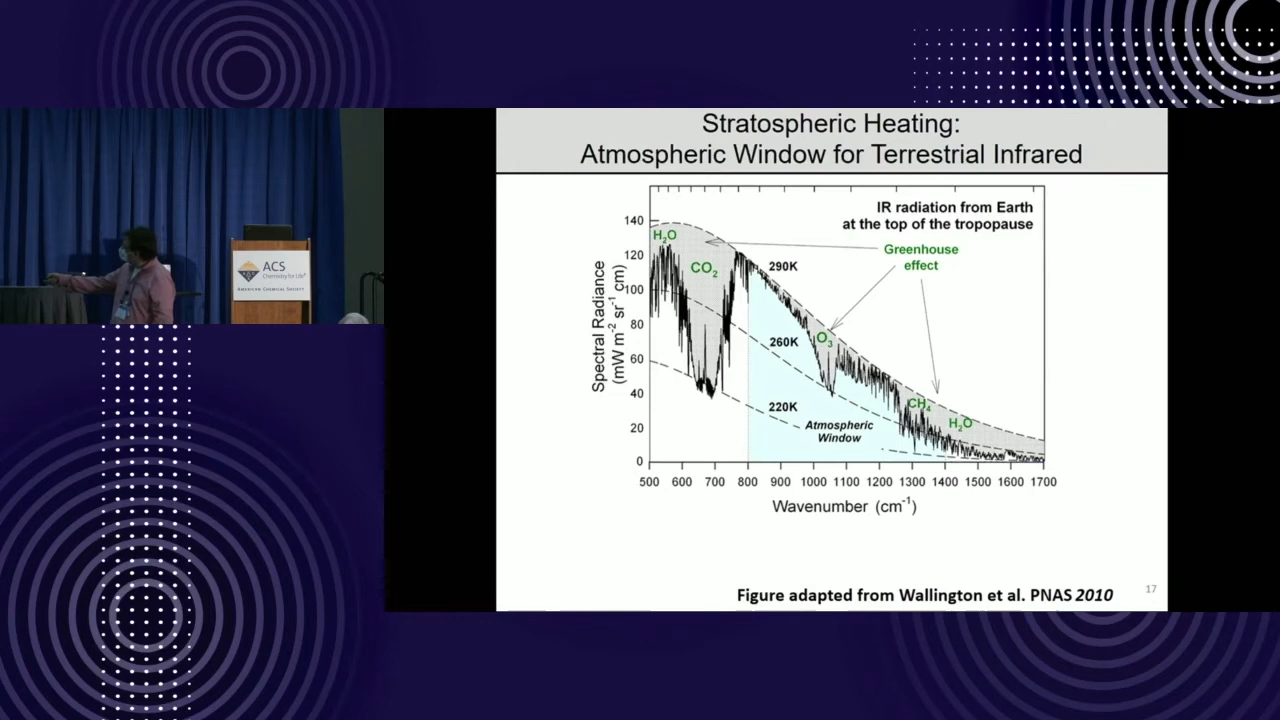 ACS
Chemistry for Life®
AMERICAN CHEMICAL SOCIETY
Stratospheric Heating:
Atmospheric Window for Terrestrial Infrared
IR radiation from Earth
at the top of the tropopause
Greenhouse
effect
H₂O
CO₂
290K
O₃
260K
CH₄
H₂O
220K
Atmospheric
Window
Spectral Radiance
(mW m⁻² sr⁻¹ cm)
140
120
100
80
60
40
20
0
500 600 700 800 900 1000 1100 1200 1300 1400 1500 1600 1700
Wavenumber (cm⁻¹)
Figure adapted from Wallington et al. PNAS 2010
17